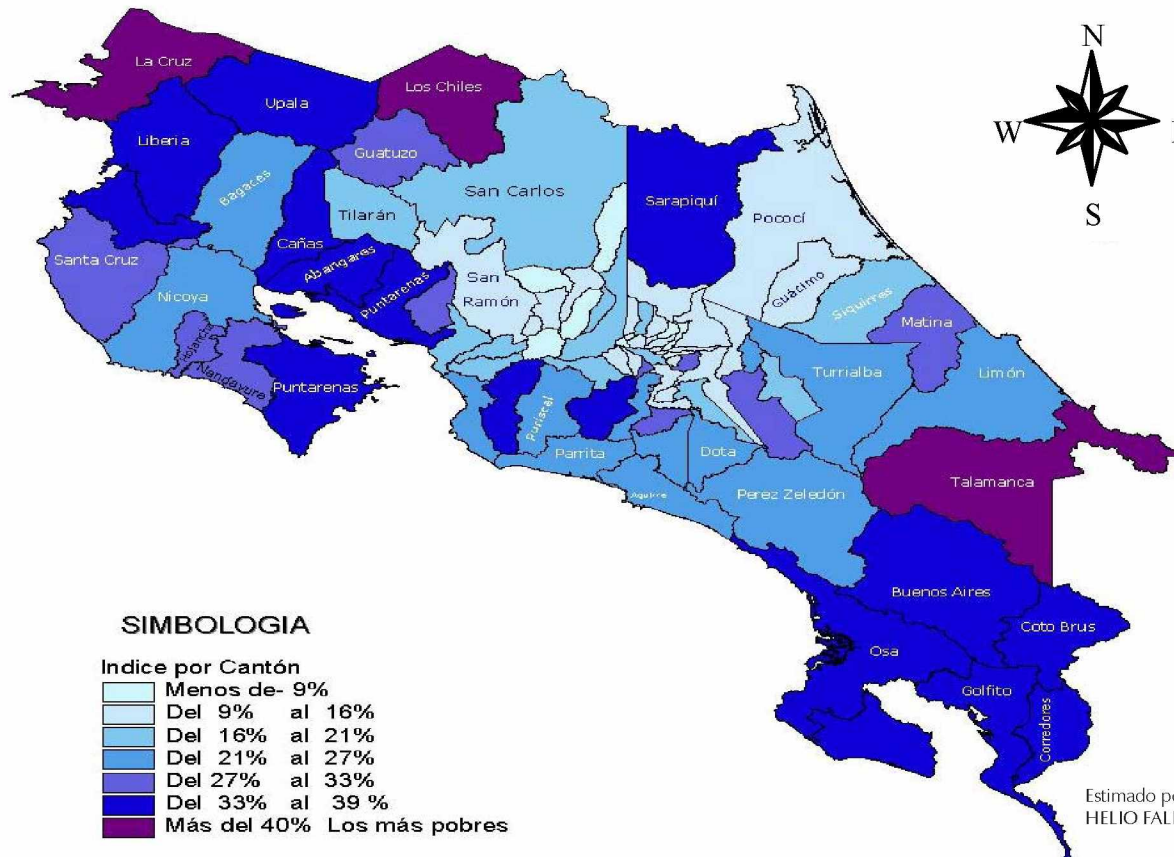 N
W
S
La Cruz
Upala
Los Chiles
Liberia
Guatuzo
Bagaces
San Carlos
Sarapiquí
Tilarán
Pococí
Cañas
Santa Cruz
Abangares
San
Ramón
Guácimo
Nicoya
Puntarenas
Siquirres
Matina
Hojancha
Nandayure
Puntarenas
Turrialba
Limón
Puriscal
Parrita
Dota
Aguirre
Perez Zeledón
Talamanca
Buenos Aires
Coto Brus
Osa
Golfito
Corredores
SIMBOLOGIA
Indice por Cantón
Menos de- 9%
Del 9% al 16%
Del 16% al 21%
Del 21% al 27%
Del 27% al 33%
Del 33% al 39 %
Más del 40% Los más pobres
Estimado po
HELIO FAL